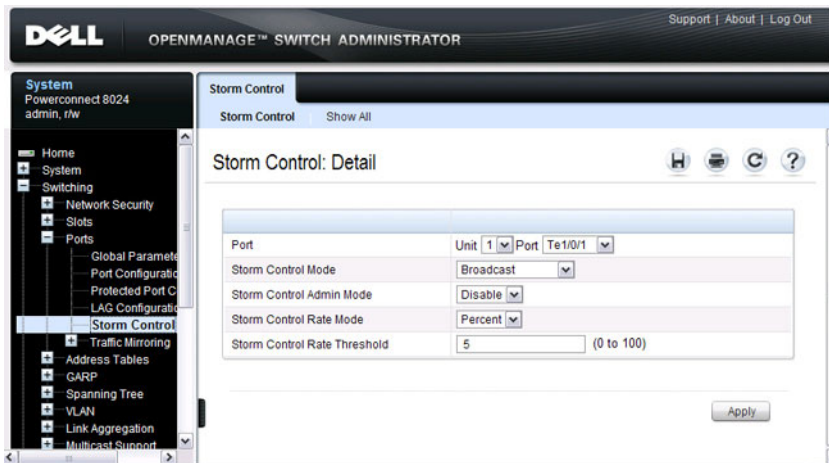 Support | About | Log Out
DELL
OPENMANAGE™ SWITCH ADMINISTRATOR
System
Powerconnect 8024
admin, r/w
Home
System
Switching
Network Security
Slots
Ports
Global Paramete
Port Configuratio
Protected Port C
LAG Configuratio
Storm Control
Traffic Mirroring
Address Tables
GARP
Spanning Tree
VLAN
Link Aggregation
Multicast Support
Storm Control
Storm Control Show All
Storm Control: Detail
Port Unit 1 Port Te1/0/1
Storm Control Mode Broadcast
Storm Control Admin Mode Disable
Storm Control Rate Mode Percent
Storm Control Rate Threshold 5 (0 to 100)
Apply